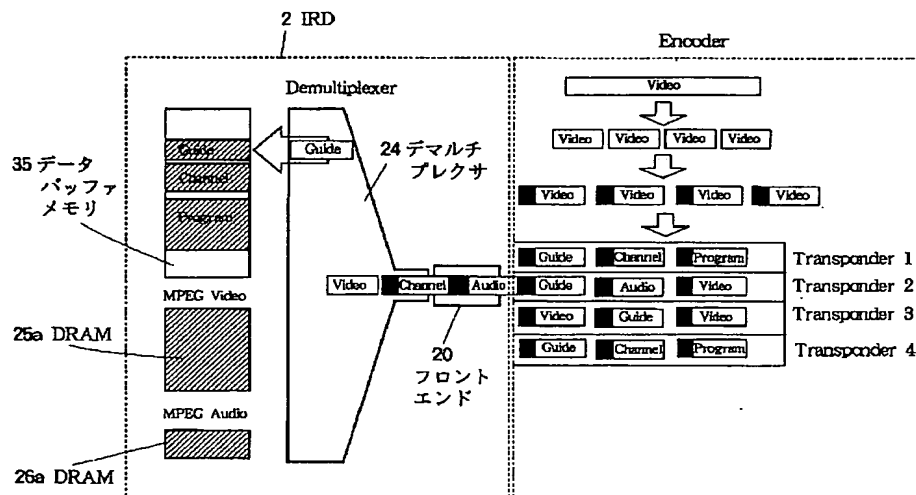 2 IRD
Encoder
Demultiplexer
Video
Video Video Video Video
Video Video Video Video
Guide
Channel
Program
Guide
24 デマルチ
プレクサ
35 データ
バッファ
メモリ
Video Channel Audio
Guide Channel Program Transponder 1
Guide Audio Video Transponder 2
Video Guide Video Transponder 3
Guide Channel Program Transponder 4
20
フロント
エンド
MPEG Video
25a DRAM
MPEG Audio
26a DRAM